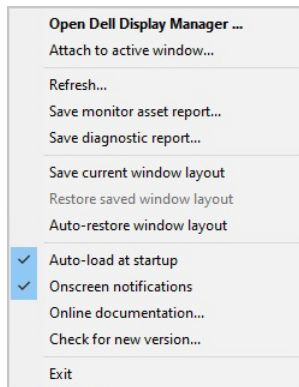 Open Dell Display Manager ...
Attach to active window...
Refresh...
Save monitor asset report...
Save diagnostic report...
Save current window layout
Restore saved window layout
Auto-restore window layout
Auto-load at startup
Onscreen notifications
Online documentation...
Check for new version...
Exit